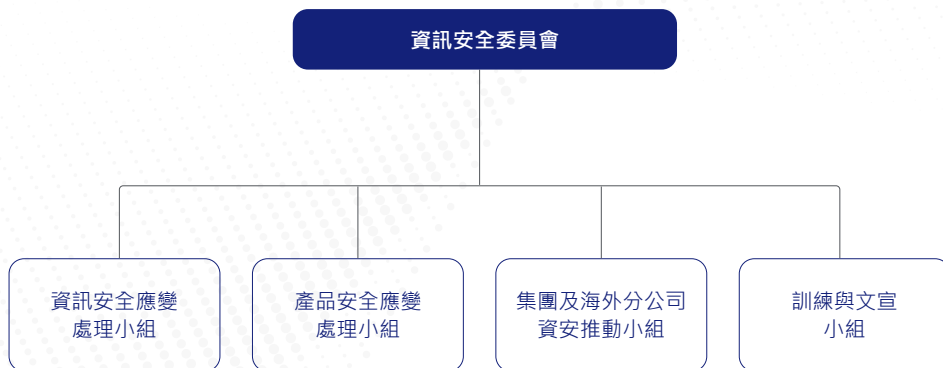 資訊安全委員會
資訊安全應變
處理小組
產品安全應變
處理小組
集團及海外分公司
資安推動小組
訓練與文宣
小組